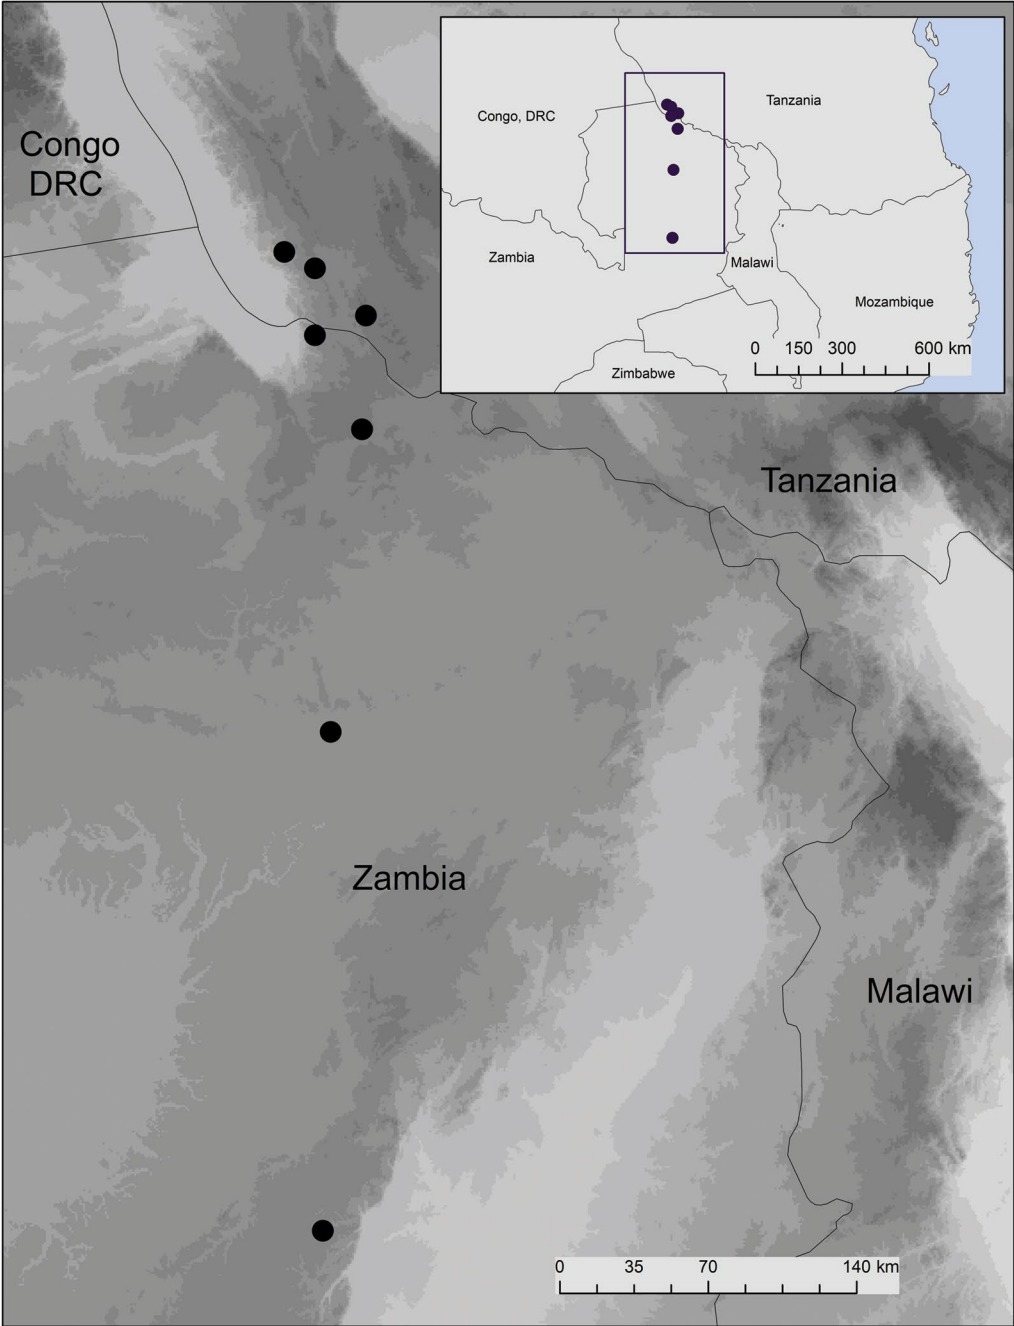 Congo
DRC
Congo, DRC
Tanzania
Zambia
Malawi
Mozambique
Zimbabwe
0 150 300 600 km
Tanzania
Zambia
Malawi
0 35 70 140 km